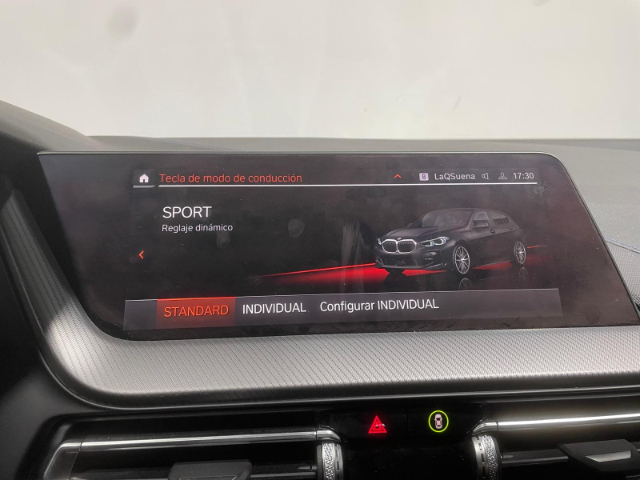 Tecla de modo de conducción
LaQSuena 17:30
SPORT
Reglaje dinámico
STANDARD INDIVIDUAL Configurar INDIVIDUAL